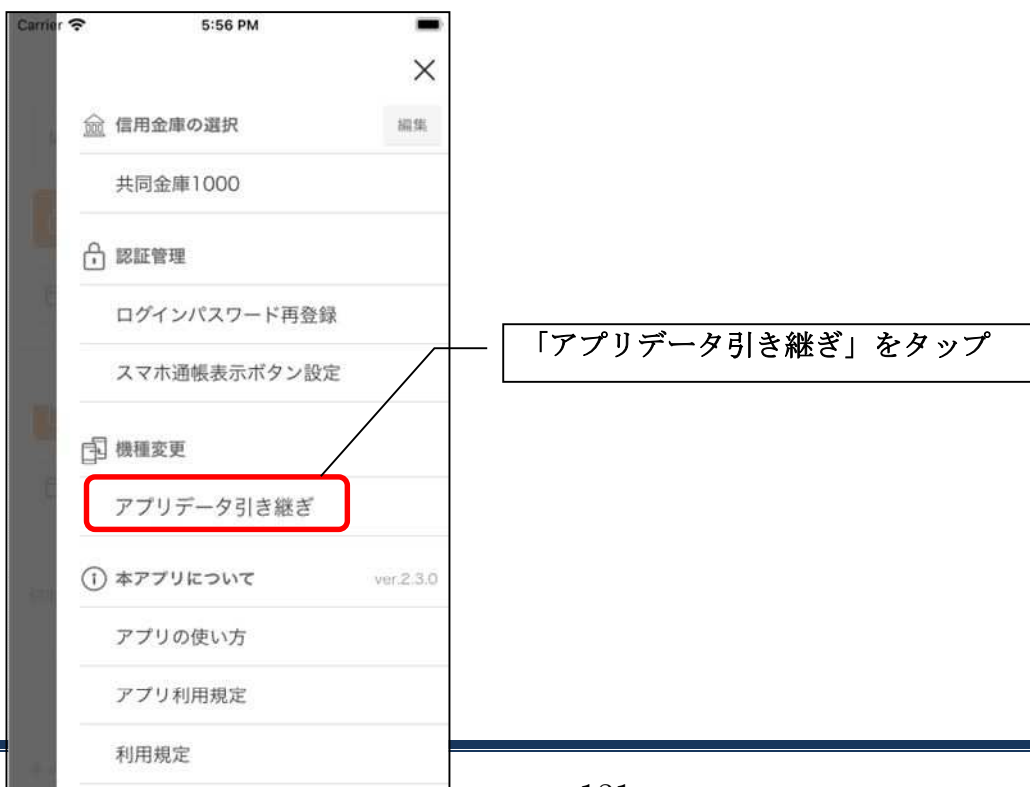 Carrier 5:56 PM
信用金庫の選択 編集
共同金庫1000
認証管理
ログインパスワード再登録
スマホ通帳表示ボタン設定
機種変更
アプリデータ引き継ぎ
「アプリデータ引き継ぎ」をタップ
本アプリについて ver.2.3.0
アプリの使い方
アプリ利用規定
利用規定